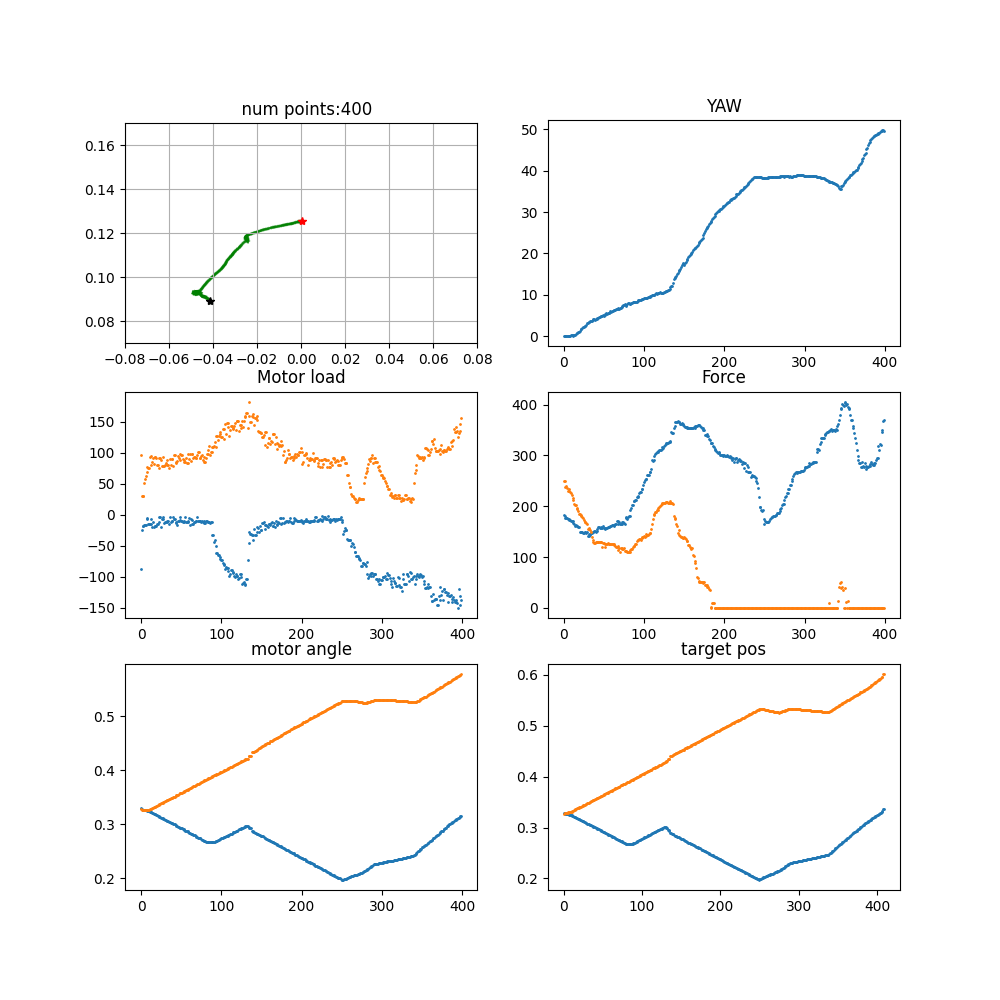 num points:400
0.16
0.14
0.12
0.10
0.08
−0.08 −0.06 −0.04 −0.02 0.00 0.02 0.04 0.06 0.08
YAW
50
40
30
20
10
0
0 100 200 300 400
Motor load
150
100
50
0
−50
−100
−150
0 100 200 300 400
Force
400
300
200
100
0
0 100 200 300 400
motor angle
0.5
0.4
0.3
0.2
0 100 200 300 400
target pos
0.6
0.5
0.4
0.3
0.2
0 100 200 300 400